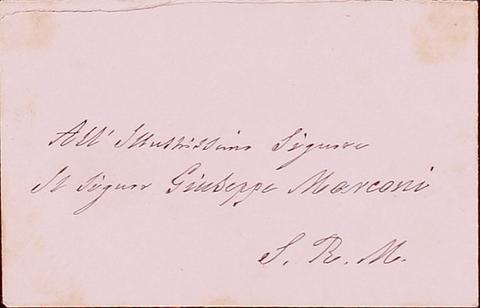 All' Illustrissimo Signore
Il Signor Giuseppe Marconi
S. R. M.